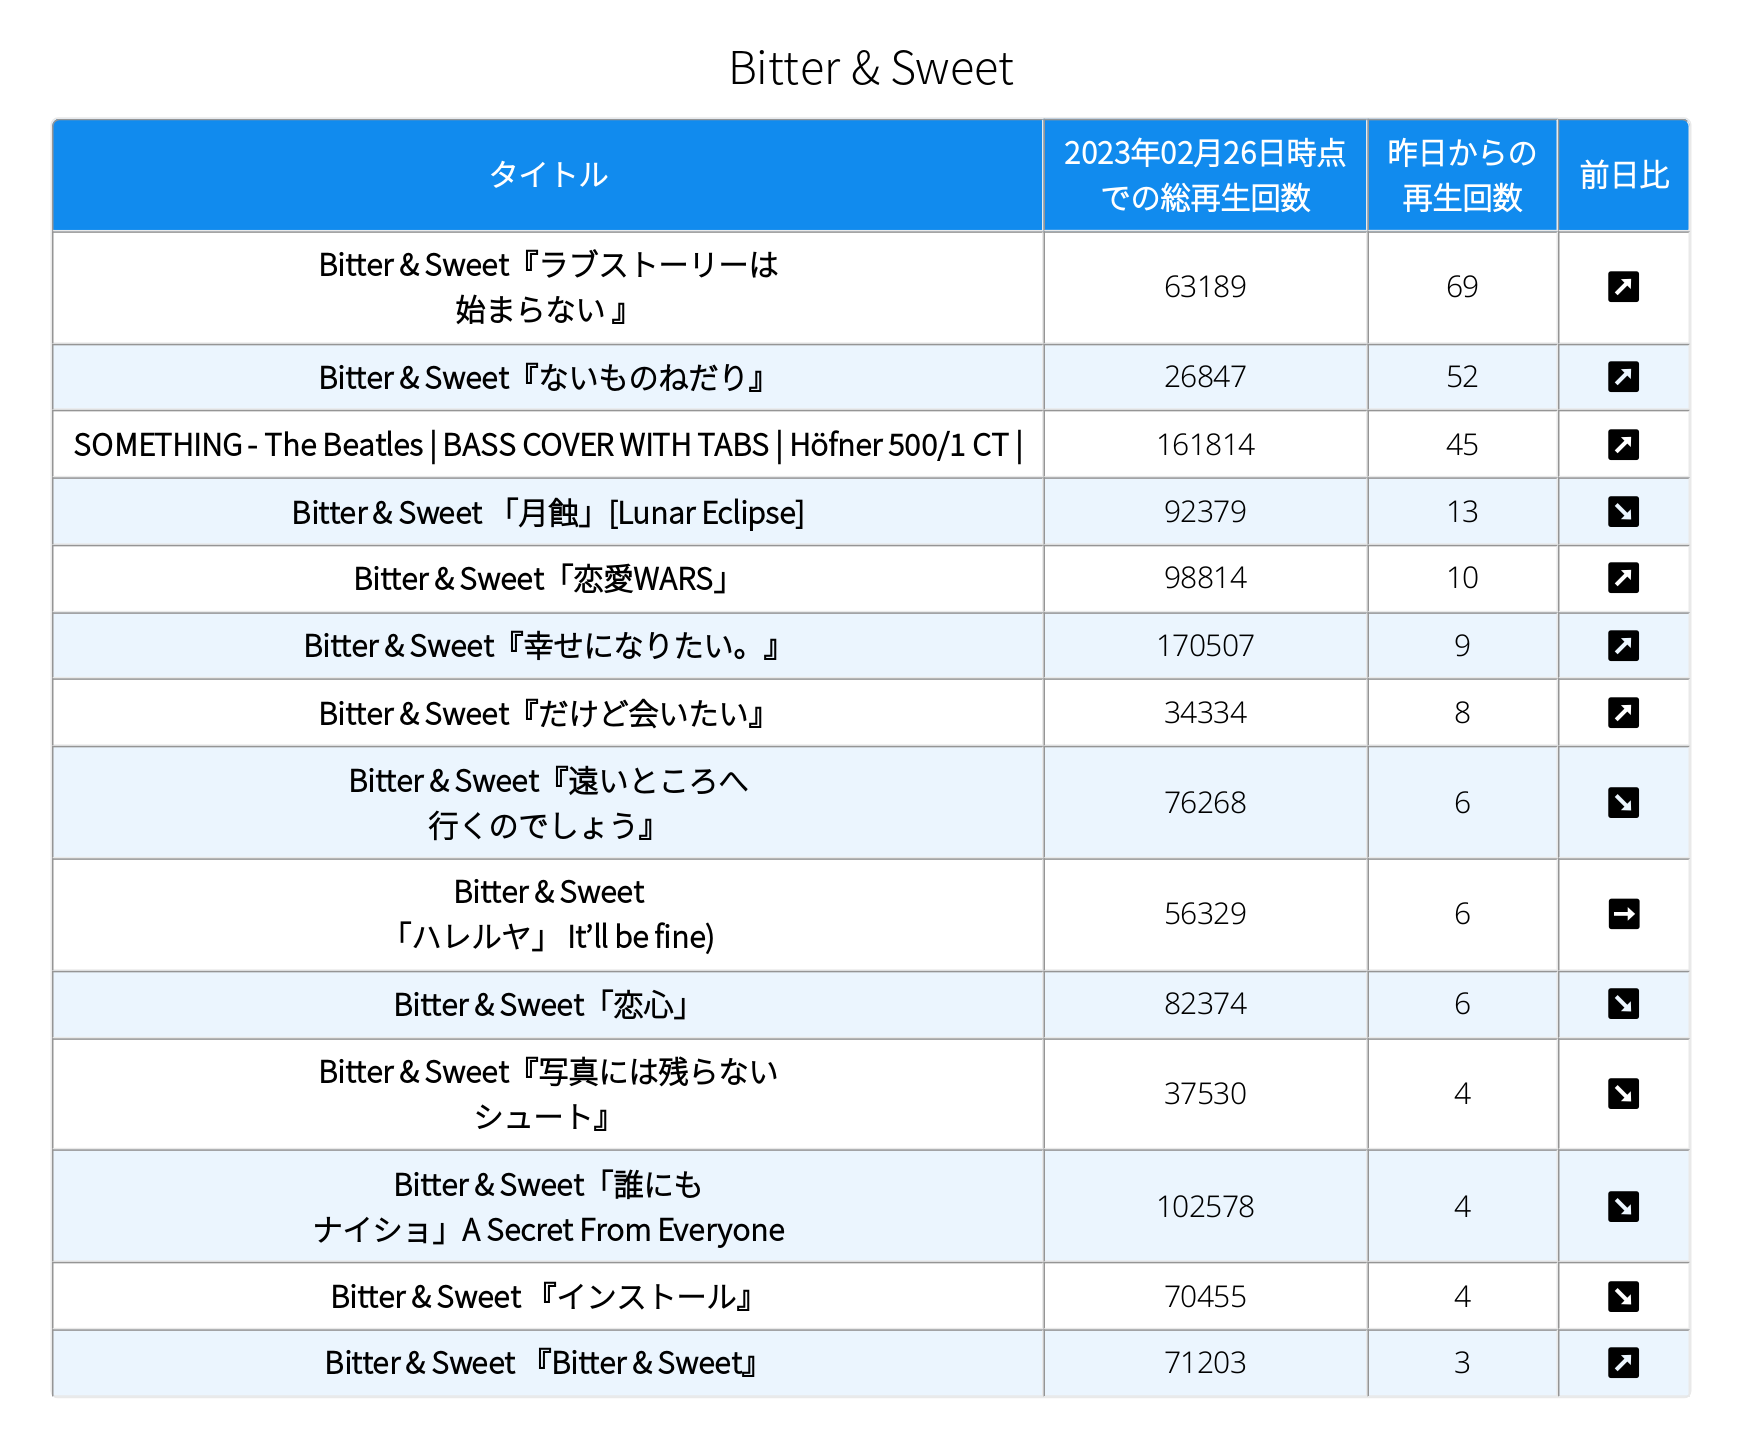 Bitter & Sweet
タイトル
2023年02月26日時点
での総再生回数
昨日からの
再生回数
前日比
Bitter & Sweet『ラブストーリーは
始まらない 』
63189
69
Bitter & Sweet『ないものねだり』
26847
52
SOMETHING - The Beatles | BASS COVER WITH TABS | Höfner 500/1 CT |
161814
45
Bitter & Sweet 「月蝕」[Lunar Eclipse]
92379
13
Bitter & Sweet「恋愛WARS」
98814
10
Bitter & Sweet『幸せになりたい。』
170507
9
Bitter & Sweet『だけど会いたい』
34334
8
Bitter & Sweet『遠いところへ
行くのでしょう』
76268
6
Bitter & Sweet
「ハレルヤ」 It’ll be fine)
56329
6
Bitter & Sweet「恋心」
82374
6
Bitter & Sweet『写真には残らない
シュート』
37530
4
Bitter & Sweet「誰にも
ナイショ」A Secret From Everyone
102578
4
Bitter & Sweet 『インストール』
70455
4
Bitter & Sweet 『Bitter & Sweet』
71203
3